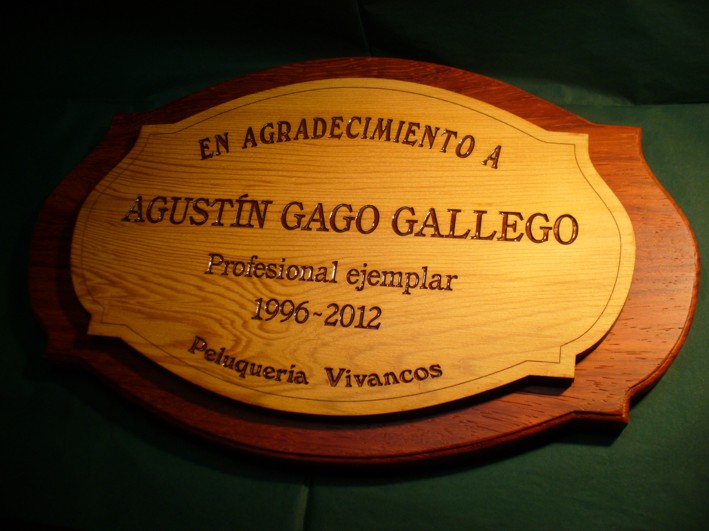 EN AGRADECIMIENTO A
AGUSTÍN GAGO GALLEGO
Profesional ejemplar
1996~2012
Peluquería Vivancos